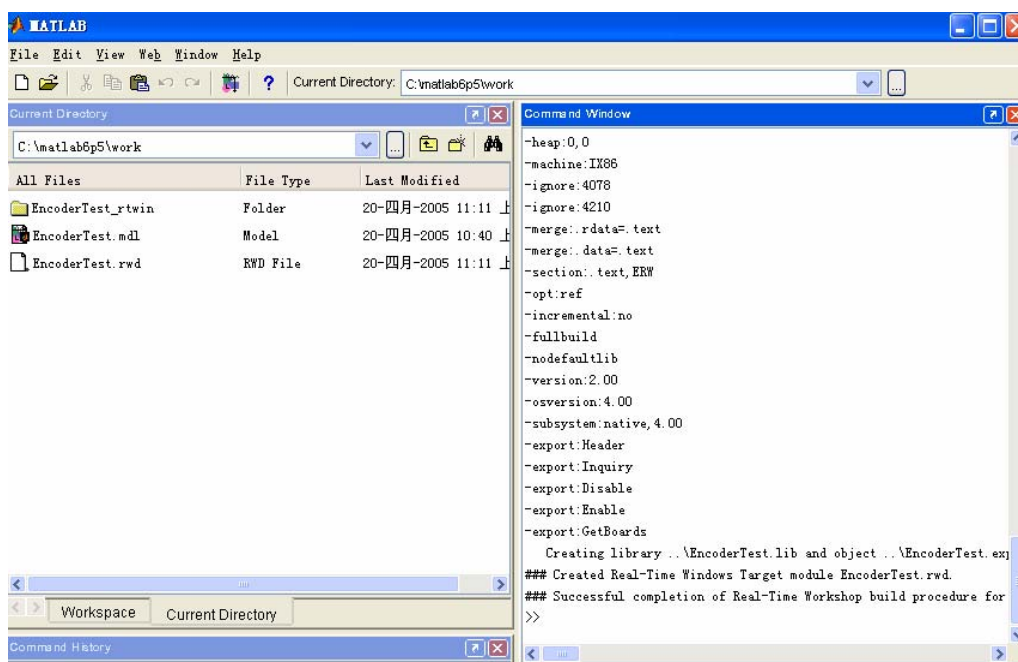 MATLAB
File Edit View Web Window Help
? Current Directory: C:\matlab6p5\work ...
Current Directory
C:\matlab6p5\work ...
All Files File Type Last Modified
EncoderTest_rtwin Folder 20-四月-2005 11:11 上
EncoderTest.mdl Model 20-四月-2005 10:40 上
EncoderTest.rwd RWD File 20-四月-2005 11:11 上
Workspace Current Directory
Command History
Command Window
-heap:0,0
-machine:IX86
-ignore:4078
-ignore:4210
-merge:.rdata=.text
-merge:.data=.text
-section:.text,ERW
-opt:ref
-incremental:no
-fullbuild
-nodefaultlib
-version:2.00
-osversion:4.00
-subsystem:native,4.00
-export:Header
-export:Inquiry
-export:Disable
-export:Enable
-export:GetBoards
Creating library ..\EncoderTest.lib and object ..\EncoderTest.exp
### Created Real-Time Windows Target module EncoderTest.rwd.
### Successful completion of Real-Time Workshop build procedure for
>>